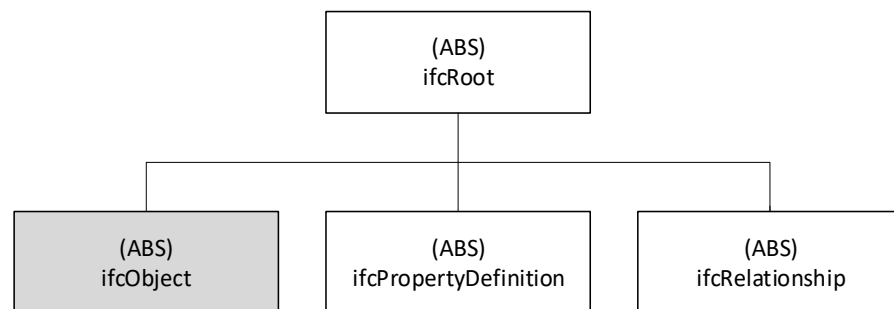 (ABS)
ifcRoot
(ABS)
ifcObject
(ABS)
ifcPropertyDefinition
(ABS)
ifcRelationship